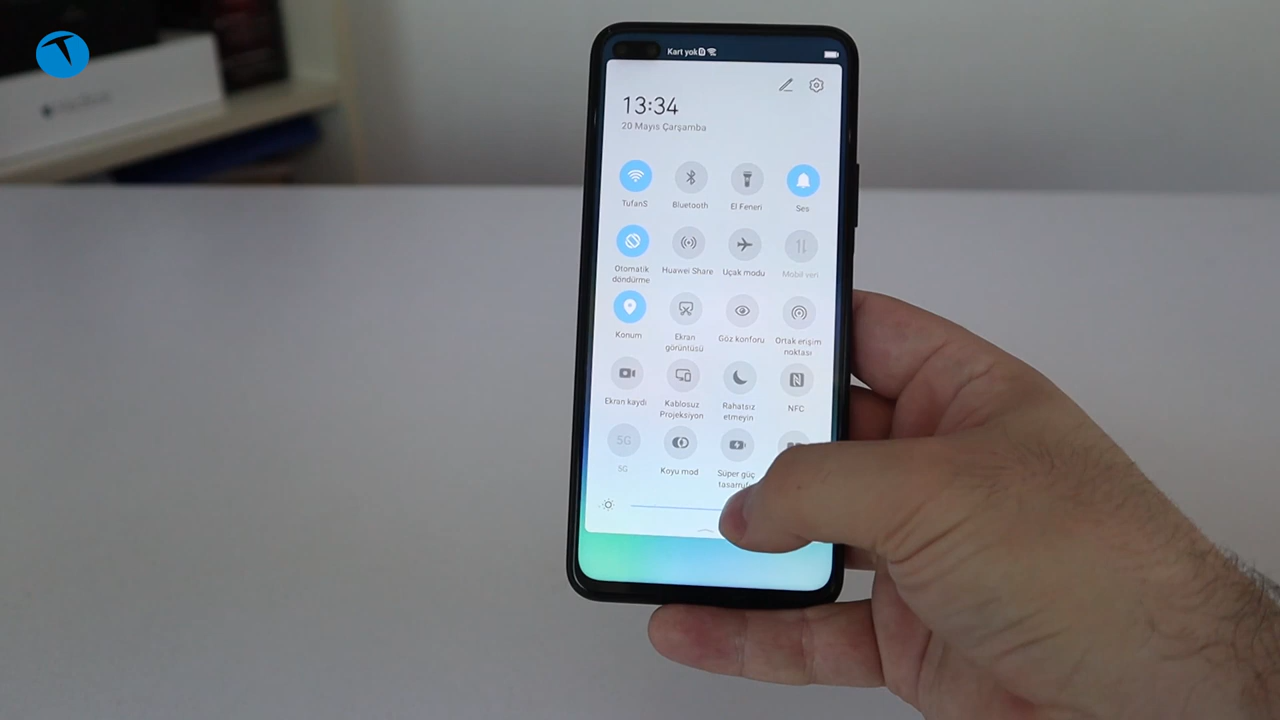 Kart yok
13:34
20 Mayıs Çarşamba
TufanS
Bluetooth
El Feneri
Ses
Otomatik
döndürme
Huawei Share
Uçak modu
Mobil veri
Konum
Ekran
görüntüsü
Göz konforu
Ortak erişim
noktası
Ekran kaydı
Kablosuz
Projeksiyon
Rahatsız
etmeyin
NFC
5G
5G
Koyu mod
Süper güç